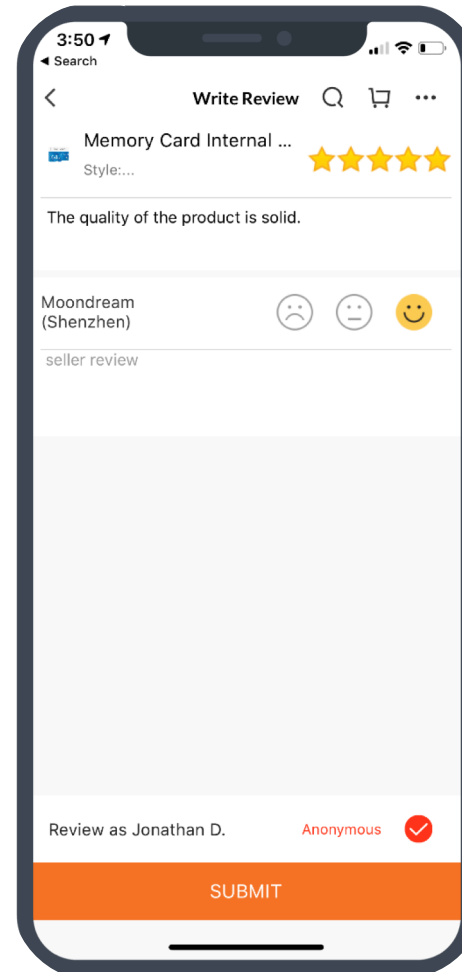 3:50
Search
Write Review
Memory Card Internal ...
Style:...
The quality of the product is solid.
Moondream
(Shenzhen)
seller review
Review as Jonathan D.
Anonymous
SUBMIT